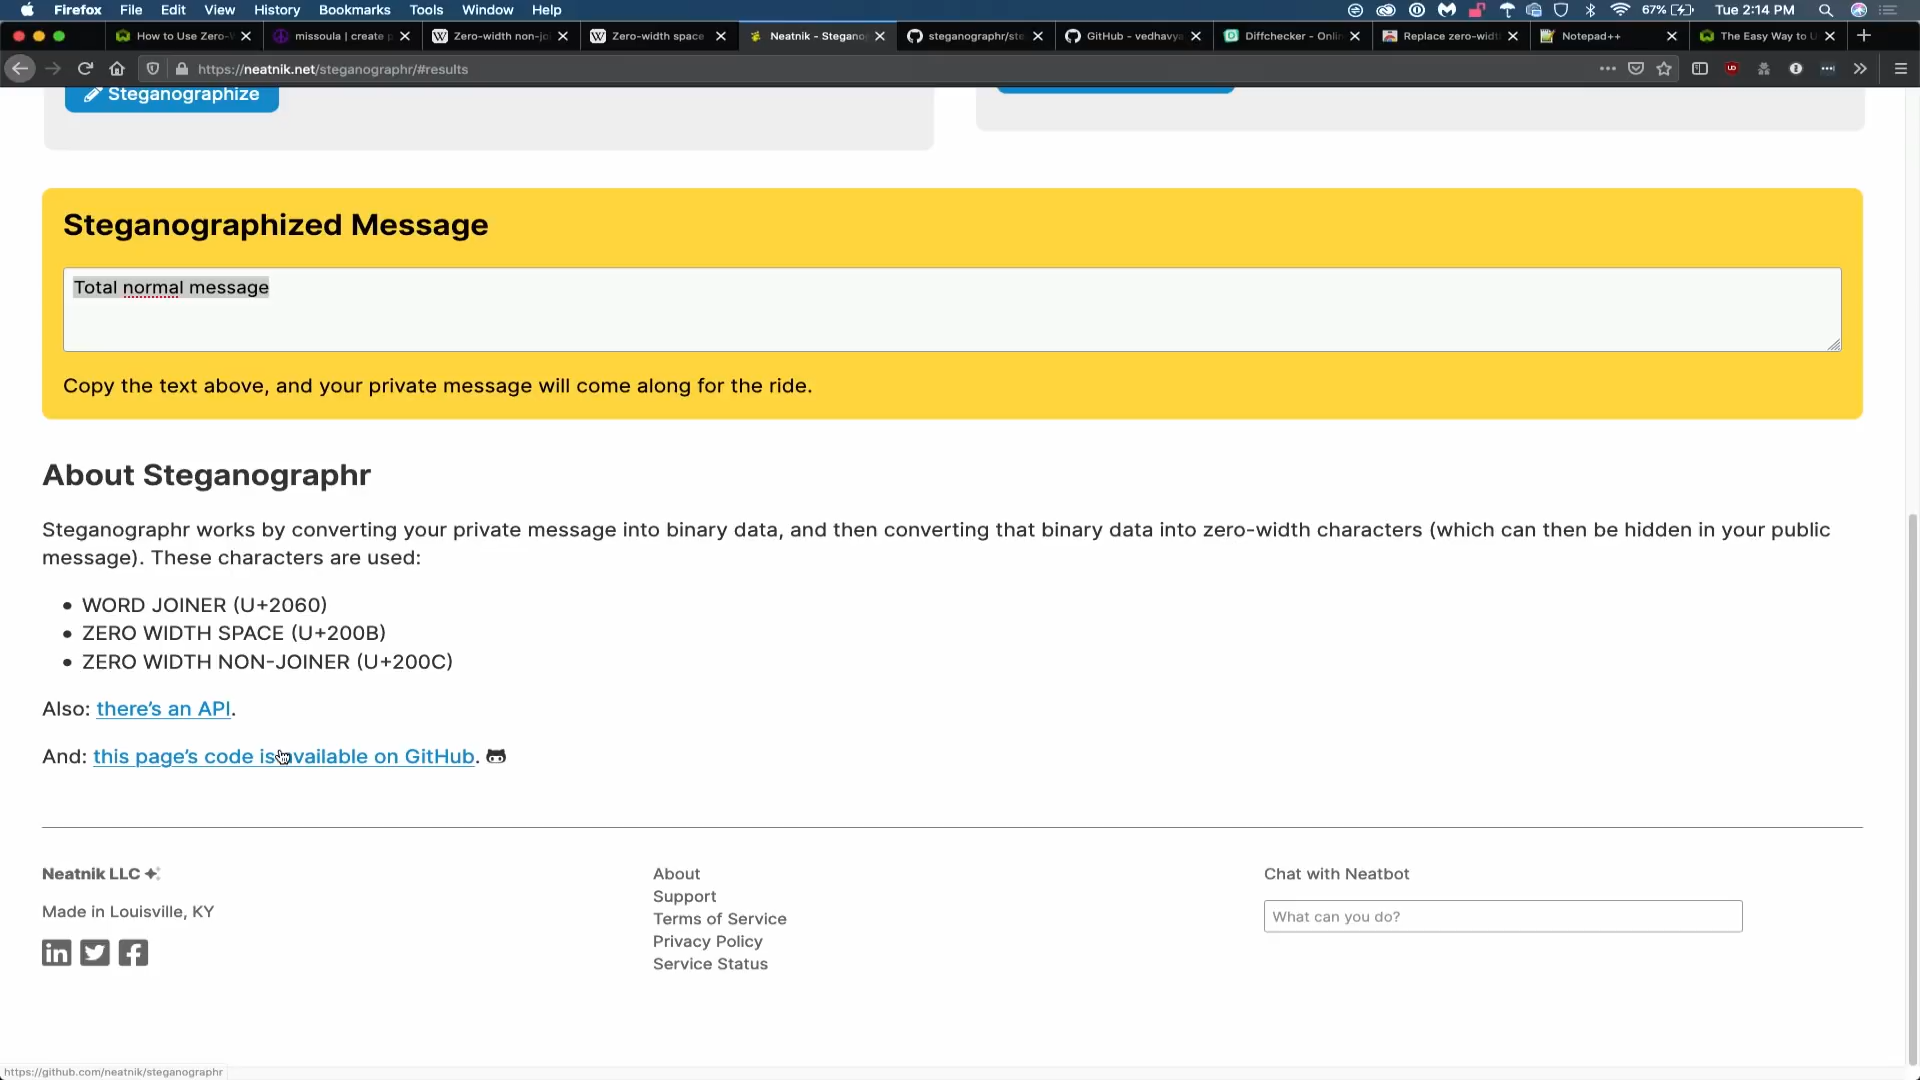 Firefox File Edit View History Bookmarks Tools Window Help
67% Tue 2:14 PM
How to Use Zero-W
missoula | create p
Zero-width non-jo
Zero-width space
Neatnik - Stegano
steganographr/ste
GitHub - vedhavya
Diffchecker - Onlin
Replace zero-widt
Notepad++
The Easy Way to U
https://neatnik.net/steganographr/#results
Steganographize
Steganographized Message
Total normal message
Copy the text above, and your private message will come along for the ride.
About Steganographr
Steganographr works by converting your private message into binary data, and then converting that binary data into zero-width characters (which can then be hidden in your public
message). These characters are used:
• WORD JOINER (U+2060)
• ZERO WIDTH SPACE (U+200B)
• ZERO WIDTH NON-JOINER (U+200C)
Also: there's an API.
And: this page's code is available on GitHub.
Neatnik LLC
Made in Louisville, KY
About
Support
Terms of Service
Privacy Policy
Service Status
Chat with Neatbot
What can you do?
https://github.com/neatnik/steganographr